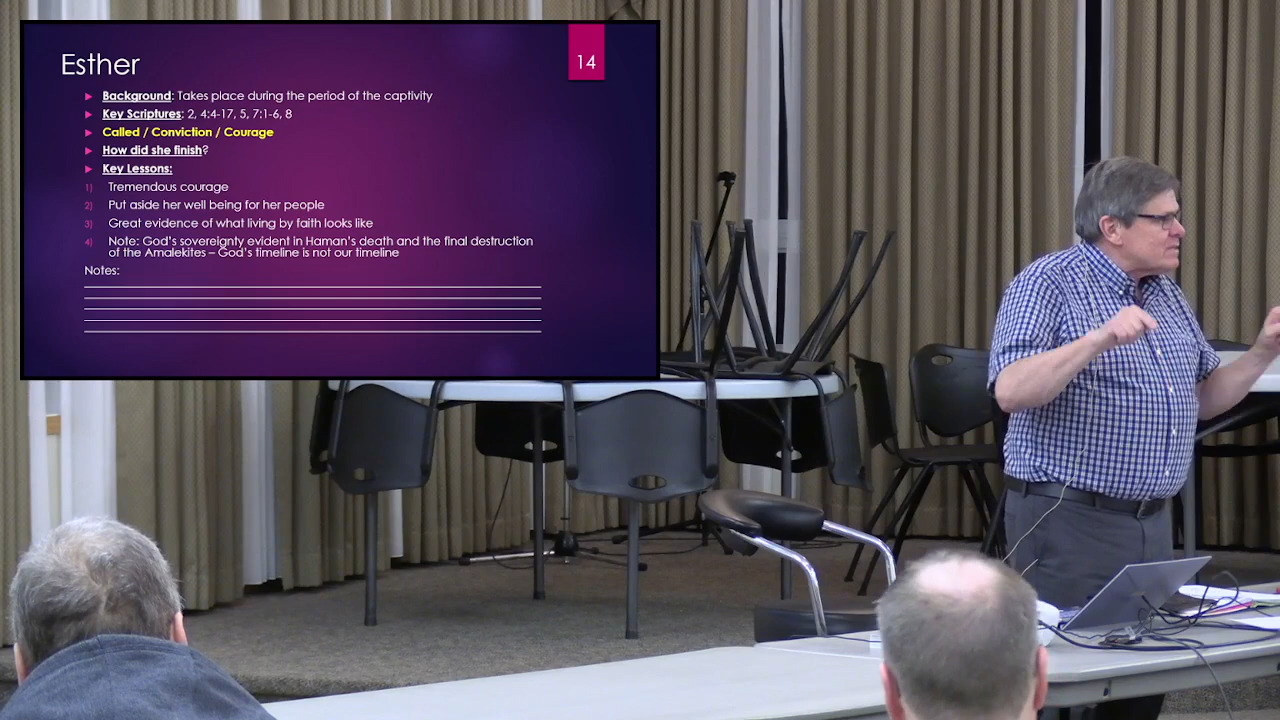 Esther
14
Background: Takes place during the period of the captivity
Key Scriptures: 2, 4:4-17, 5, 7:1-6, 8
Called / Conviction / Courage
How did she finish?
Key Lessons:
1) Tremendous courage
2) Put aside her well being for her people
3) Great evidence of what living by faith looks like
4) Note: God's sovereignty evident in Haman's death and the final destruction
of the Amalekites – God's timeline is not our timeline
Notes: